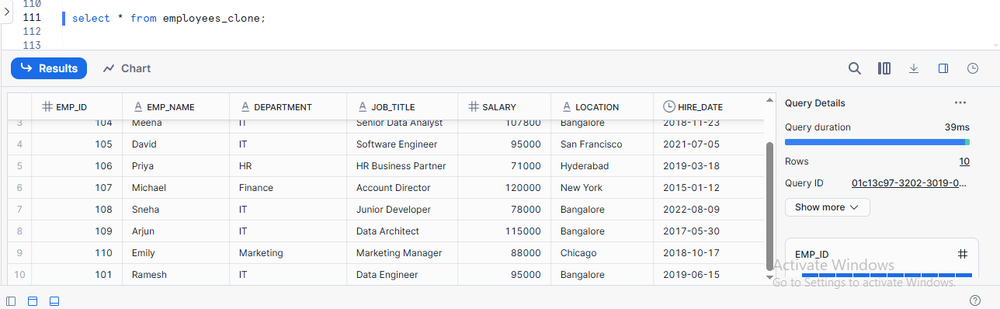 110
111 select * from employees_clone;
112
113
Results Chart
EMP_ID EMP_NAME DEPARTMENT JOB_TITLE SALARY LOCATION HIRE_DATE
3 104 Meena IT Senior Data Analyst 107800 Bangalore 2018-11-23
4 105 David IT Software Engineer 95000 San Francisco 2021-07-05
5 106 Priya HR HR Business Partner 71000 Hyderabad 2019-03-18
6 107 Michael Finance Account Director 120000 New York 2015-01-12
7 108 Sneha IT Junior Developer 78000 Bangalore 2022-08-09
8 109 Arjun IT Data Architect 115000 Bangalore 2017-05-30
9 110 Emily Marketing Marketing Manager 88000 Chicago 2018-10-17
10 101 Ramesh IT Data Engineer 95000 Bangalore 2019-06-15
Query Details
Query duration 39ms
Rows 10
Query ID 01c13c97-3202-3019-0...
Show more
EMP_ID
Activate Windows
Go to Settings to activate Windows.